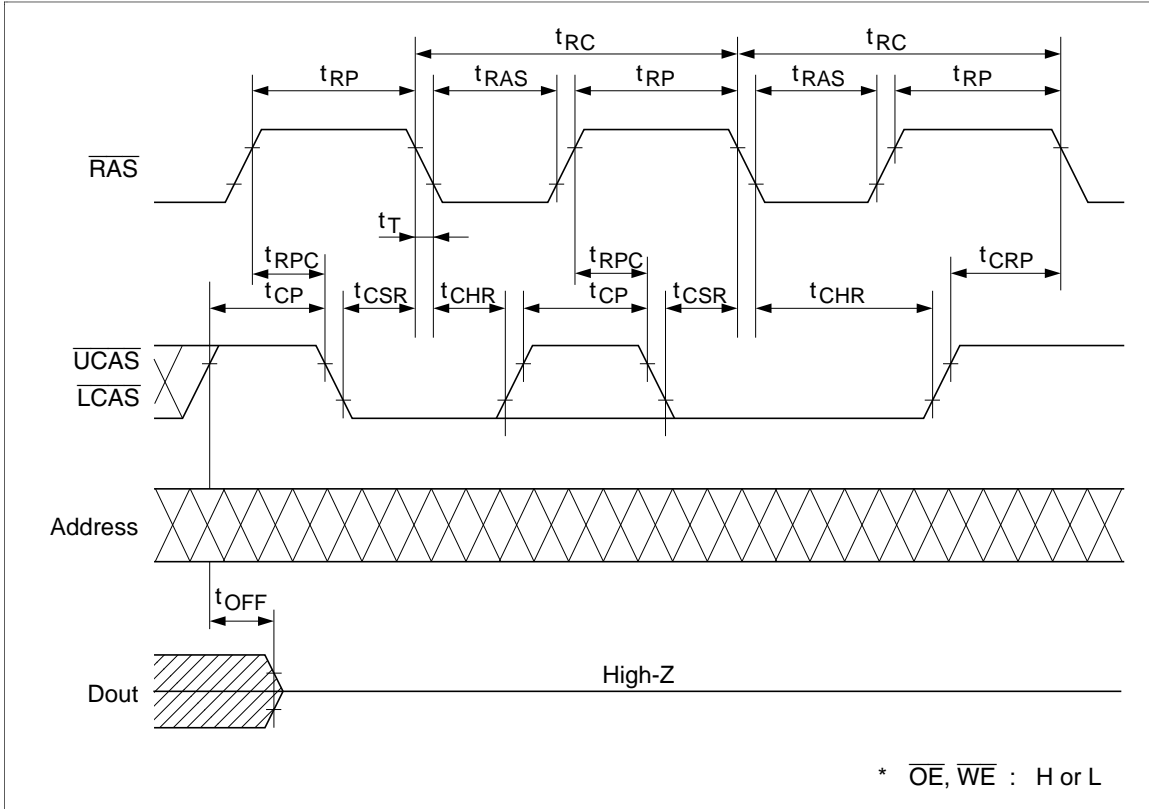 tRC tRC
tRP tRAS tRP tRAS tRP
RAS
tT
tRPC tRPC tCRP
tCP tCSR tCHR tCP tCSR tCHR
UCAS
LCAS
Address
tOFF
High-Z
Dout
* OE, WE : H or L